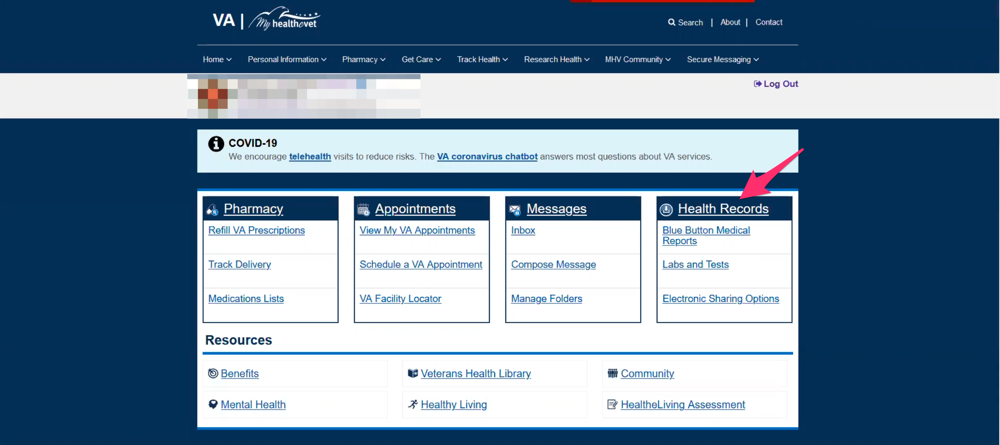 VA | My healthevet
Search | About | Contact
Home Personal Information Pharmacy Get Care Track Health Research Health MHV Community Secure Messaging
Log Out
COVID-19
We encourage telehealth visits to reduce risks. The VA coronavirus chatbot answers most questions about VA services.
Pharmacy
Refill VA Prescriptions
Track Delivery
Medications Lists
Appointments
View My VA Appointments
Schedule a VA Appointment
VA Facility Locator
Messages
Inbox
Compose Message
Manage Folders
Health Records
Blue Button Medical
Reports
Labs and Tests
Electronic Sharing Options
Resources
Benefits
Veterans Health Library
Community
Mental Health
Healthy Living
HealtheLiving Assessment